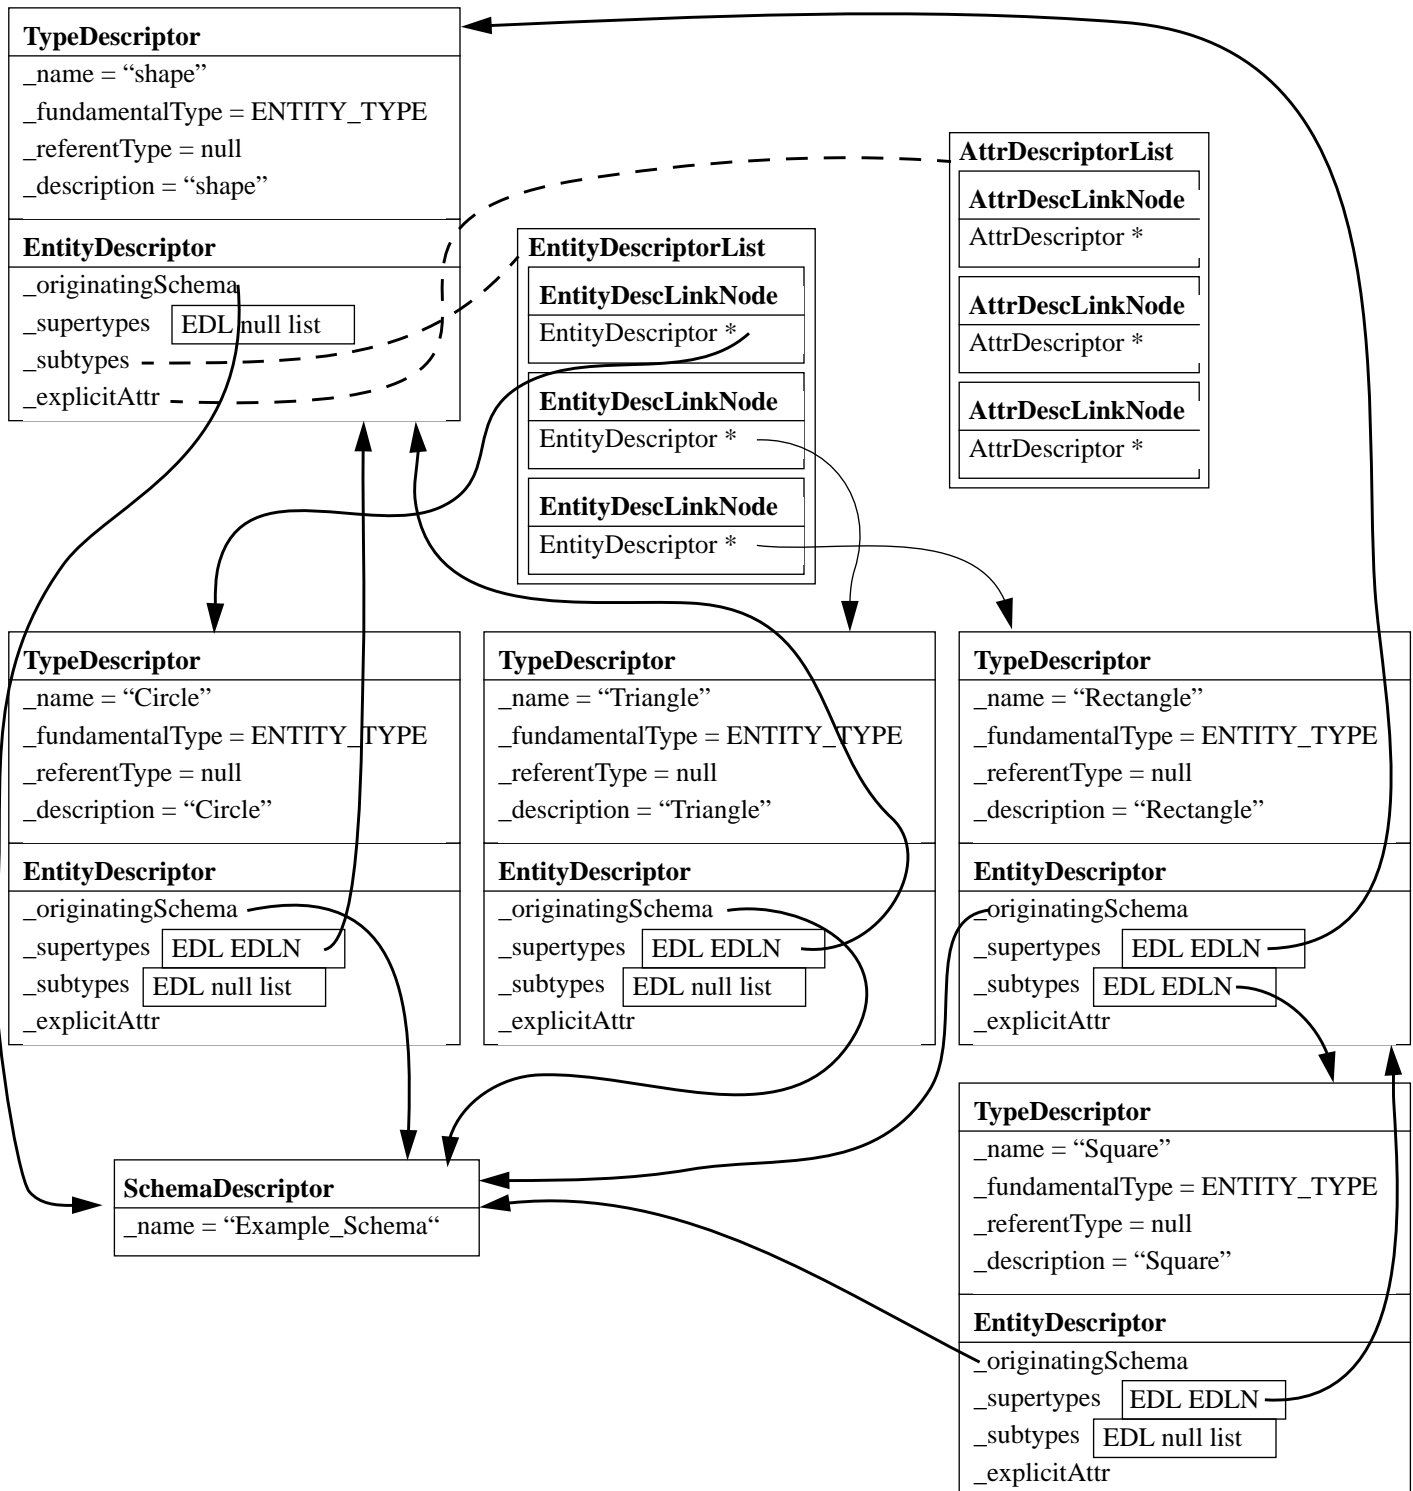 TypeDescriptor
_name = “shape”
_fundamentalType = ENTITY_TYPE
_referentType = null
_description = “shape”
EntityDescriptor
_originatingSchema
_supertypes EDL null list
_subtypes
_explicitAttr
EntityDescriptorList
EntityDescLinkNode
EntityDescriptor *
EntityDescLinkNode
EntityDescriptor *
EntityDescLinkNode
EntityDescriptor *
AttrDescriptorList
AttrDescLinkNode
AttrDescriptor *
AttrDescLinkNode
AttrDescriptor *
AttrDescLinkNode
AttrDescriptor *
TypeDescriptor
_name = “Circle”
_fundamentalType = ENTITY_TYPE
_referentType = null
_description = “Circle”
EntityDescriptor
_originatingSchema
_supertypes EDL EDLN
_subtypes EDL null list
_explicitAttr
TypeDescriptor
_name = “Triangle”
_fundamentalType = ENTITY_TYPE
_referentType = null
_description = “Triangle”
EntityDescriptor
_originatingSchema
_supertypes EDL EDLN
_subtypes EDL null list
_explicitAttr
TypeDescriptor
_name = “Rectangle”
_fundamentalType = ENTITY_TYPE
_referentType = null
_description = “Rectangle”
EntityDescriptor
_originatingSchema
_supertypes EDL EDLN
_subtypes EDL EDLN
_explicitAttr
SchemaDescriptor
_name = “Example_Schema“
TypeDescriptor
_name = “Square”
_fundamentalType = ENTITY_TYPE
_referentType = null
_description = “Square”
EntityDescriptor
_originatingSchema
_supertypes EDL EDLN
_subtypes EDL null list
_explicitAttr